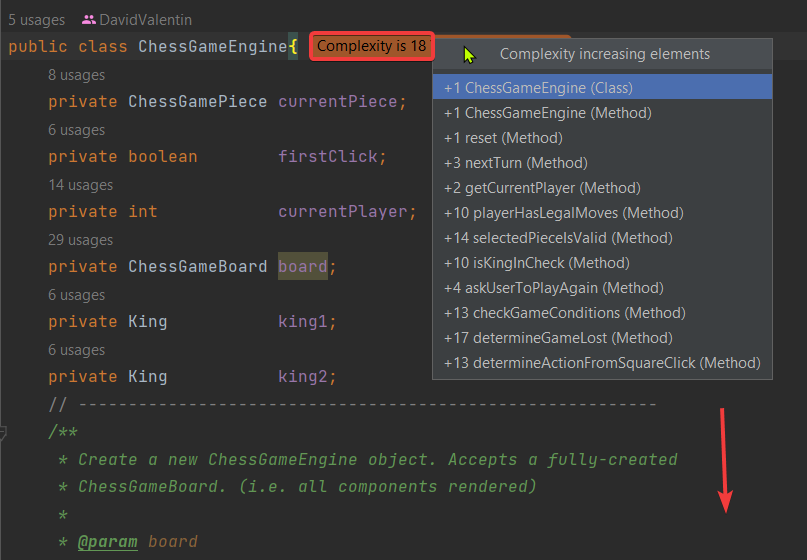 5 usages DavidValentin
public class ChessGameEngine{ Complexity is 18
Complexity increasing elements
+1 ChessGameEngine (Class)
+1 ChessGameEngine (Method)
+1 reset (Method)
+3 nextTurn (Method)
+2 getCurrentPlayer (Method)
+10 playerHasLegalMoves (Method)
+14 selectedPieceIsValid (Method)
+10 isKingInCheck (Method)
+4 askUserToPlayAgain (Method)
+13 checkGameConditions (Method)
+17 determineGameLost (Method)
+13 determineActionFromSquareClick (Method)
8 usages
private ChessGamePiece currentPiece;
6 usages
private boolean firstClick;
14 usages
private int currentPlayer;
29 usages
private ChessGameBoard board;
6 usages
private King king1;
6 usages
private King king2;
// ----------------------------------------------------------
/**
* Create a new ChessGameEngine object. Accepts a fully-created
* ChessGameBoard. (i.e. all components rendered)
*
* @param board